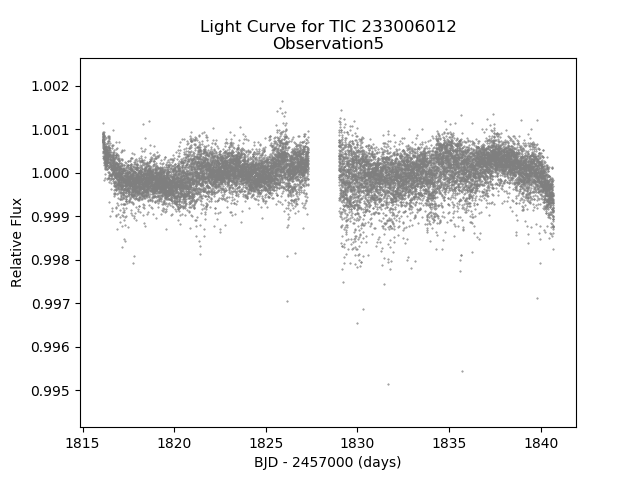 Light Curve for TIC 233006012
Observation5
1.002
1.001
1.000
0.999
0.998
0.997
0.996
0.995
Relative Flux
1815 1820 1825 1830 1835 1840
BJD - 2457000 (days)